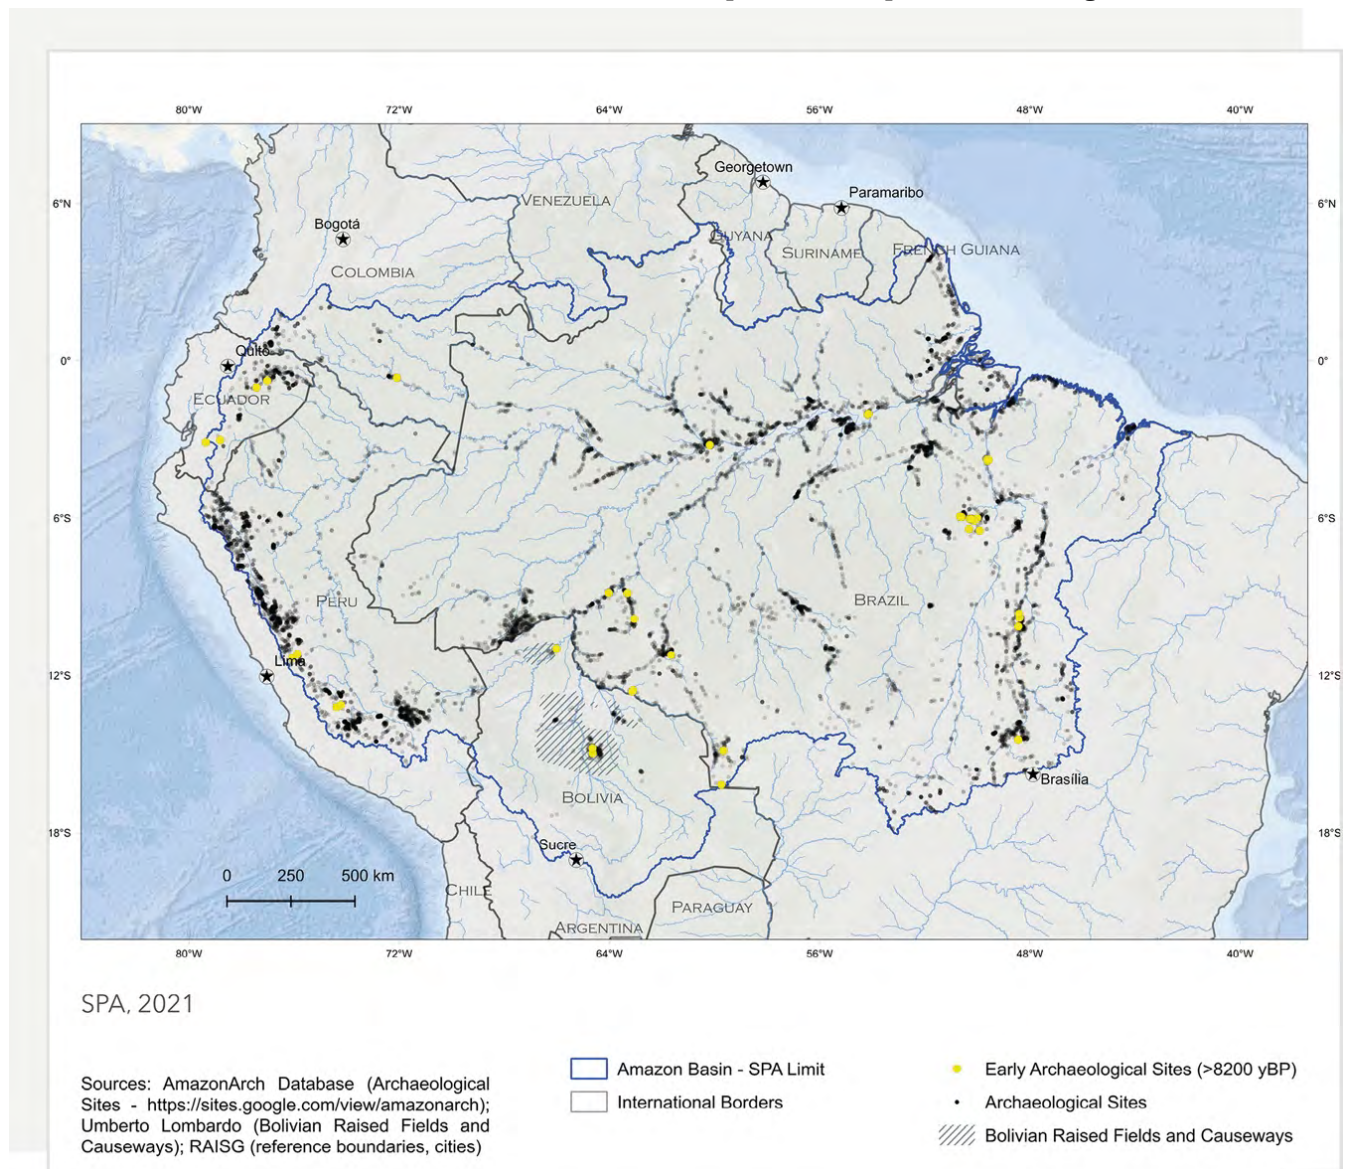 80°W 72°W 64°W 56°W 48°W 40°W
Georgetown
Paramaribo
VENEZUELA
6°N 6°N
Bogotá
GUYANA
SURINAME FRENCH GUIANA
COLOMBIA
Quito
0° 0°
ECUADOR
6°S 6°S
PERU BRAZIL
Lima
12°S 12°S
Brasília
BOLIVIA
18°S 18°S
Sucre
0 250 500 km
CHILE
PARAGUAY
ARGENTINA
80°W 72°W 64°W 56°W 48°W 40°W
SPA, 2021
Sources: AmazonArch Database (Archaeological
Sites - https://sites.google.com/view/amazonarch);
Umberto Lombardo (Bolivian Raised Fields and
Causeways); RAISG (reference boundaries, cities)
Amazon Basin - SPA Limit
International Borders
Early Archaeological Sites (>8200 yBP)
Archaeological Sites
Bolivian Raised Fields and Causeways